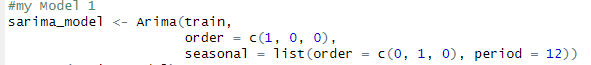 #my Model 1
sarima_model <- Arima(train,
order = c(1, 0, 0),
seasonal = list(order = c(0, 1, 0), period = 12))